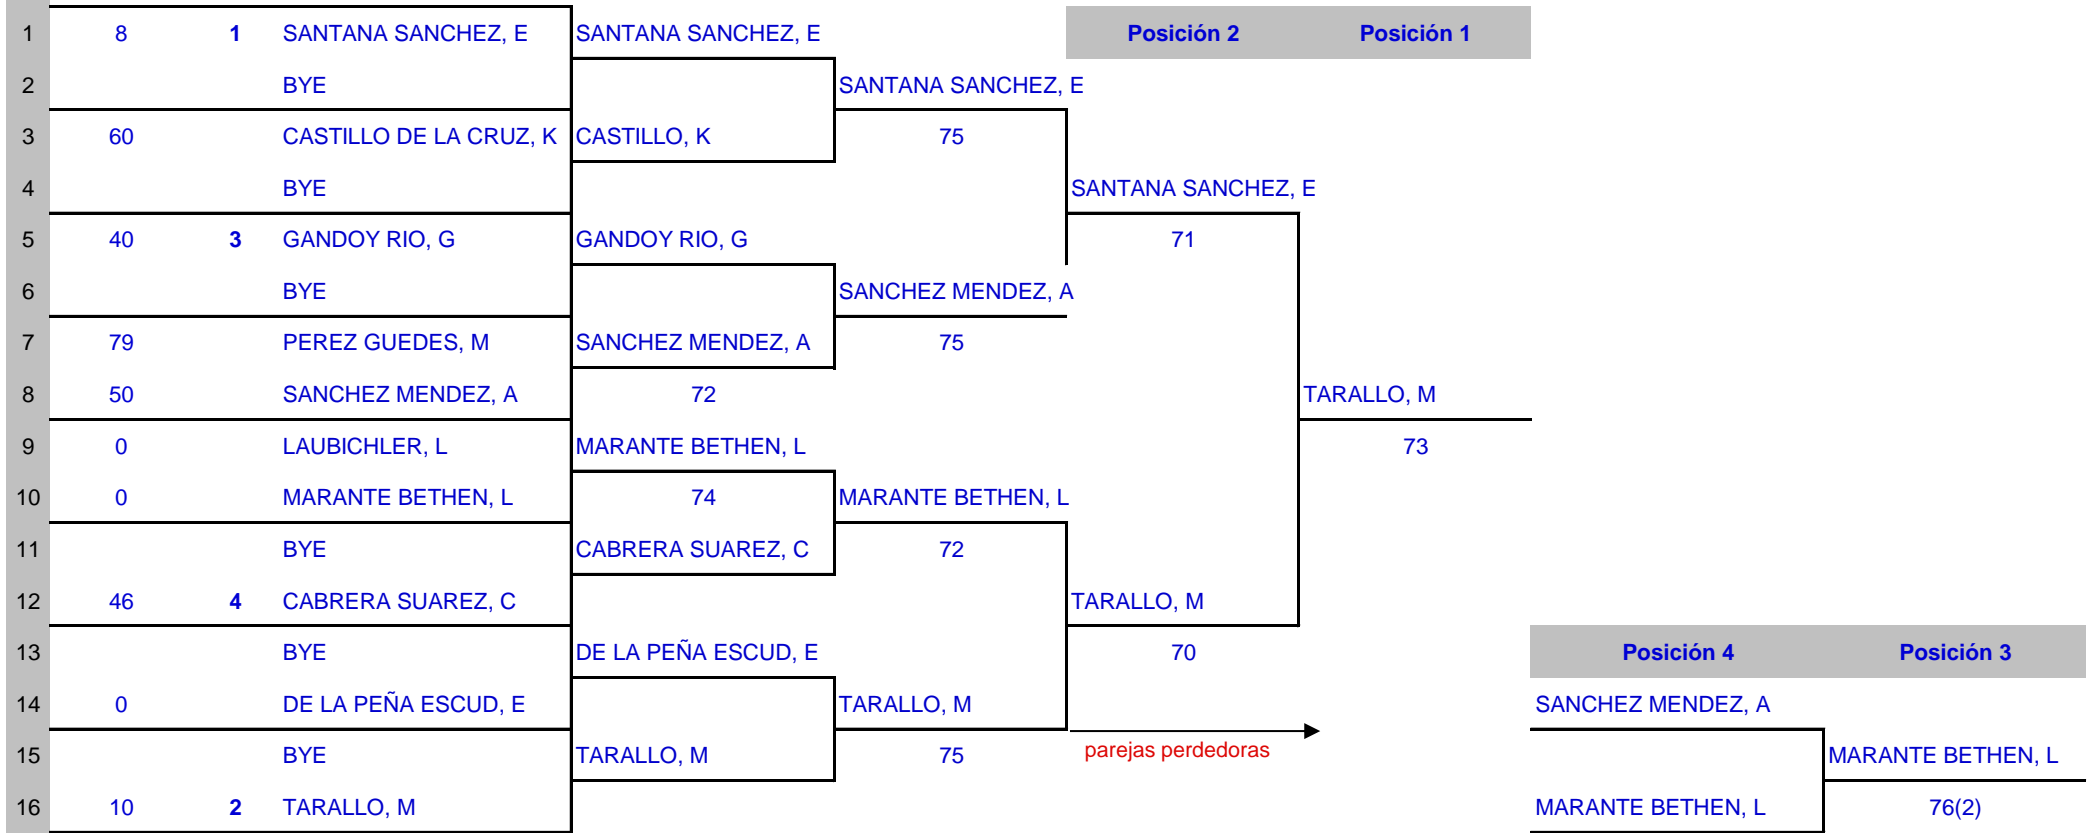 1 8 1 SANTANA SANCHEZ, E SANTANA SANCHEZ, E Posición 2 Posición 1
2 BYE SANTANA SANCHEZ, E
3 60 CASTILLO DE LA CRUZ, K CASTILLO, K 75
4 BYE SANTANA SANCHEZ, E
5 40 3 GANDOY RIO, G GANDOY RIO, G 71
6 BYE SANCHEZ MENDEZ, A
7 79 PEREZ GUEDES, M SANCHEZ MENDEZ, A 75
8 50 SANCHEZ MENDEZ, A 72 TARALLO, M
9 0 LAUBICHLER, L MARANTE BETHEN, L 73
10 0 MARANTE BETHEN, L 74 MARANTE BETHEN, L
11 BYE CABRERA SUAREZ, C 72
12 46 4 CABRERA SUAREZ, C TARALLO, M
13 BYE DE LA PEÑA ESCUD, E 70 Posición 4 Posición 3
14 0 DE LA PEÑA ESCUD, E TARALLO, M SANCHEZ MENDEZ, A
15 BYE TARALLO, M 75 parejas perdedoras MARANTE BETHEN, L
16 10 2 TARALLO, M MARANTE BETHEN, L 76(2)